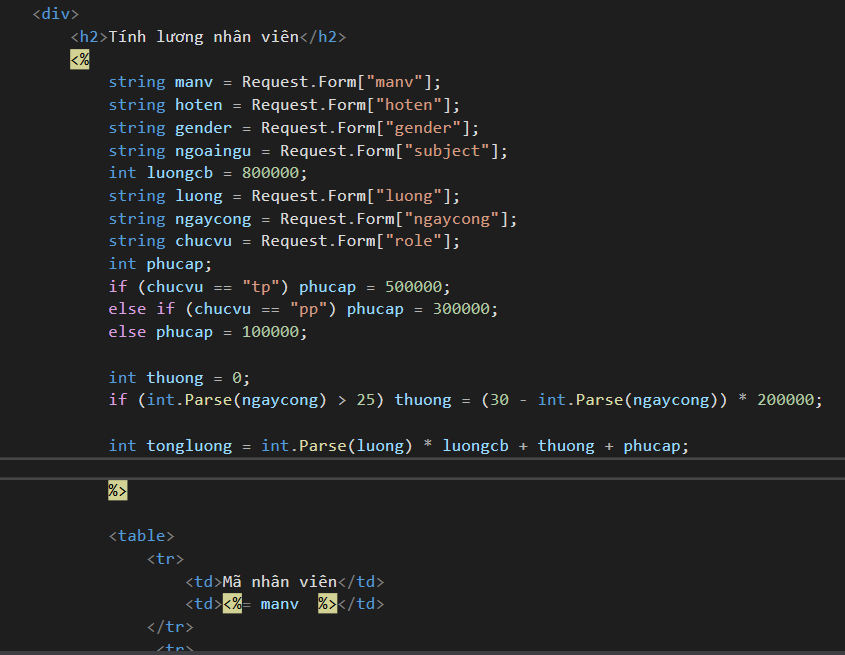 <div>
<h2>Tính lương nhân viên</h2>
<%
string manv = Request.Form["manv"];
string hoten = Request.Form["hoten"];
string gender = Request.Form["gender"];
string ngoaingu = Request.Form["subject"];
int luongcb = 800000;
string luong = Request.Form["luong"];
string ngaycong = Request.Form["ngaycong"];
string chucvu = Request.Form["role"];
int phucap;
if (chucvu == "tp") phucap = 500000;
else if (chucvu == "pp") phucap = 300000;
else phucap = 100000;
int thuong = 0;
if (int.Parse(ngaycong) > 25) thuong = (30 - int.Parse(ngaycong)) * 200000;
int tongluong = int.Parse(luong) * luongcb + thuong + phucap;
%>
<table>
<tr>
<td>Mã nhân viên</td>
<td><%= manv  %></td>
</tr>
<tr>